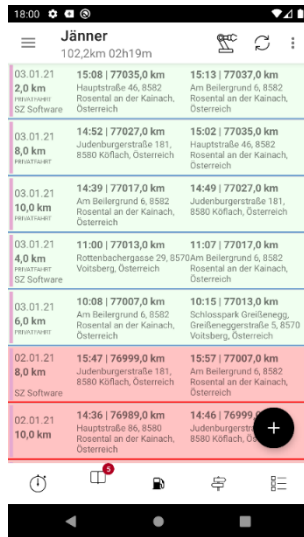 18:00
Jänner
102,2km 02h19m
03.01.21
2,0 km
PRIVATFAHRT
SZ Software
15:08 | 77035,0 km
Hauptstraße 46, 8582
Rosental an der Kainach,
Österreich
15:13 | 77037,0 km
Am Beilergrund 6, 8582
Rosental an der Kainach,
Österreich
03.01.21
8,0 km
PRIVATFAHRT
14:52 | 77027,0 km
Judenburgerstraße 181,
8580 Köflach, Österreich
15:02 | 77035,0 km
Hauptstraße 46, 8582
Rosental an der Kainach,
Österreich
03.01.21
10,0 km
PRIVATFAHRT
14:39 | 77017,0 km
Am Beilergrund 6, 8582
Rosental an der Kainach,
Österreich
14:49 | 77027,0 km
Judenburgerstraße 181,
8580 Köflach, Österreich
03.01.21
4,0 km
PRIVATFAHRT
SZ Software
11:00 | 77013,0 km
Rottenbachergasse 29, 8570
Voitsberg, Österreich
11:07 | 77017,0 km
Am Beilergrund 6, 8582
Rosental an der Kainach,
Österreich
03.01.21
6,0 km
PRIVATFAHRT
10:08 | 77007,0 km
Am Beilergrund 6, 8582
Rosental an der Kainach,
Österreich
10:15 | 77013,0 km
Schlosspark Greißenegg,
Greißeneggerstraße 5, 8570
Voitsberg, Österreich
02.01.21
8,0 km
SZ Software
15:47 | 76999,0 km
Judenburgerstraße 181,
8580 Köflach, Österreich
15:57 | 77007,0 km
Am Beilergrund 6, 8582
Rosental an der Kainach,
Österreich
02.01.21
10,0 km
14:36 | 76989,0 km
Hauptstraße 86, 8580
Rosental an der Kainach,
Österreich
14:46 | 76999,0
Judenburgerstr
8580 Köflach, Ös
5